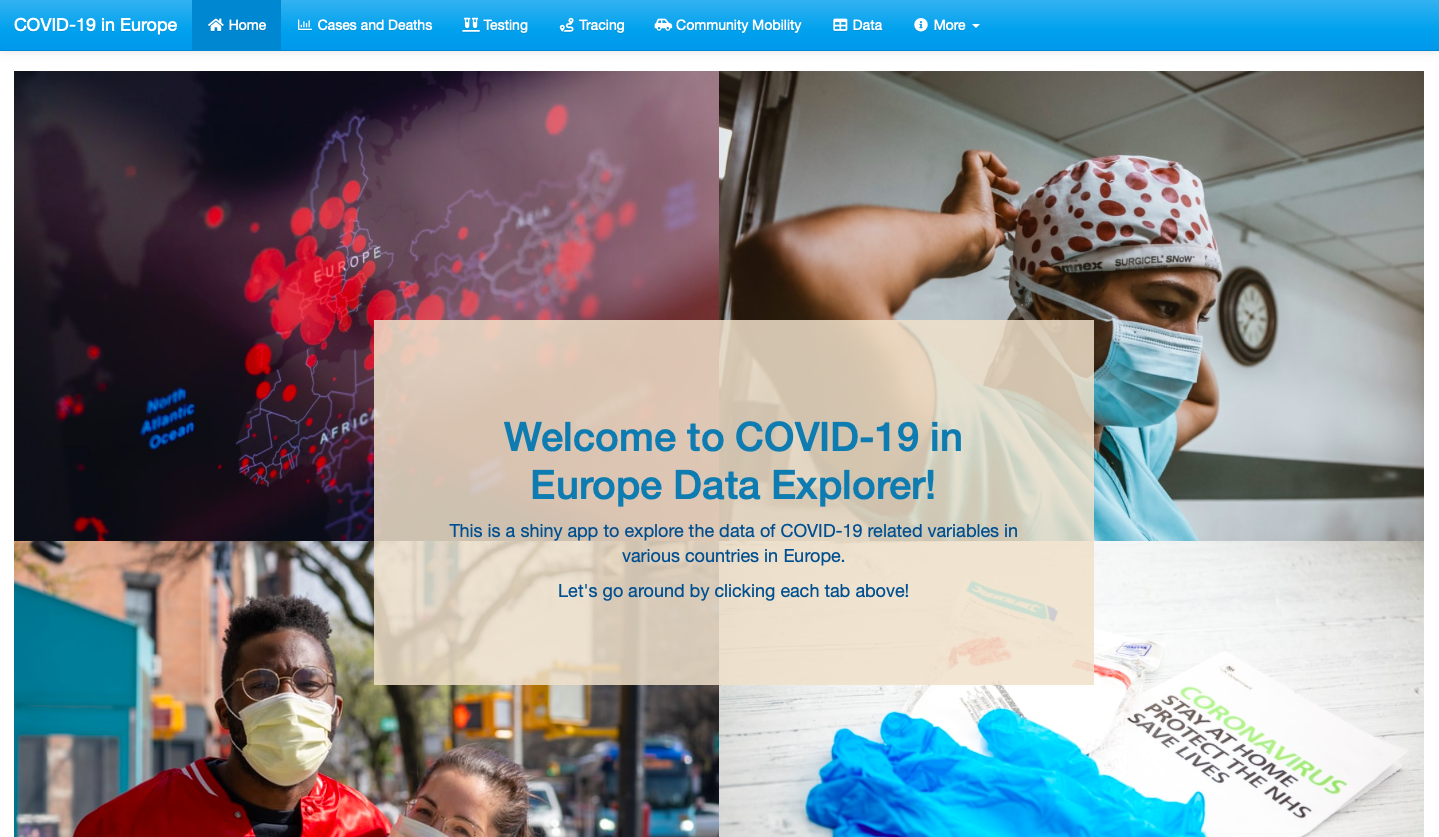 COVID-19 in Europe
Home
Cases and Deaths
Testing
Tracing
Community Mobility
Data
More
EUROPE
ASIA
North
Atlantic
Ocean
AFRICA
SURGICEL® SNoW™
Welcome to COVID-19 in
Europe Data Explorer!
This is a shiny app to explore the data of COVID-19 related variables in
various countries in Europe.
Let's go around by clicking each tab above!
CORONAVIRUS
STAY AT HOME
PROTECT THE NHS
SAVE LIVES